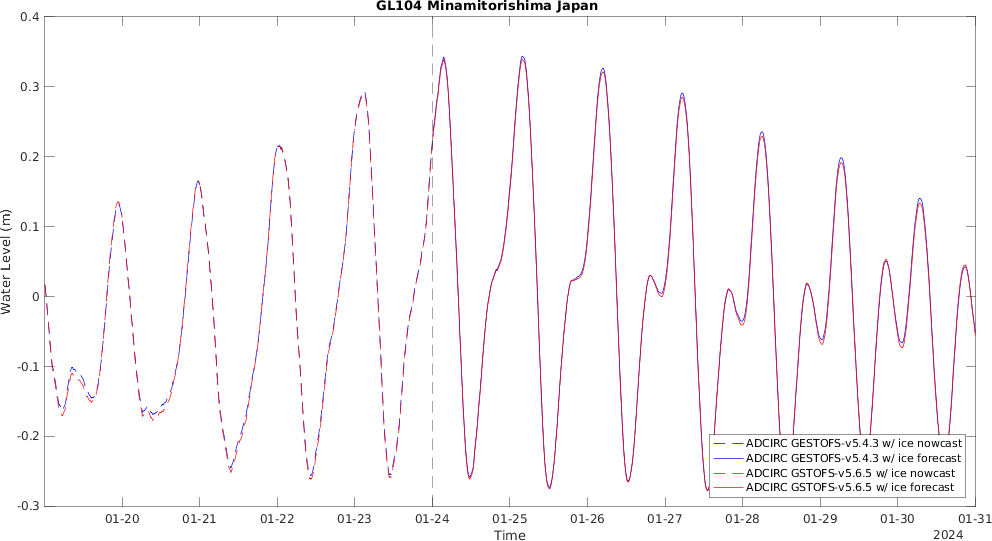 GL104 Minamitorishima Japan
0.4
0.3
0.2
0.1
0
-0.1
-0.2
-0.3
Water Level (m)
ADCIRC GESTOFS-v5.4.3 w/ ice nowcast
ADCIRC GESTOFS-v5.4.3 w/ ice forecast
ADCIRC GSTOFS-v5.6.5 w/ ice nowcast
ADCIRC GSTOFS-v5.6.5 w/ ice forecast
01-20 01-21 01-22 01-23 01-24 01-25 01-26 01-27 01-28 01-29 01-30 01-31
Time
2024